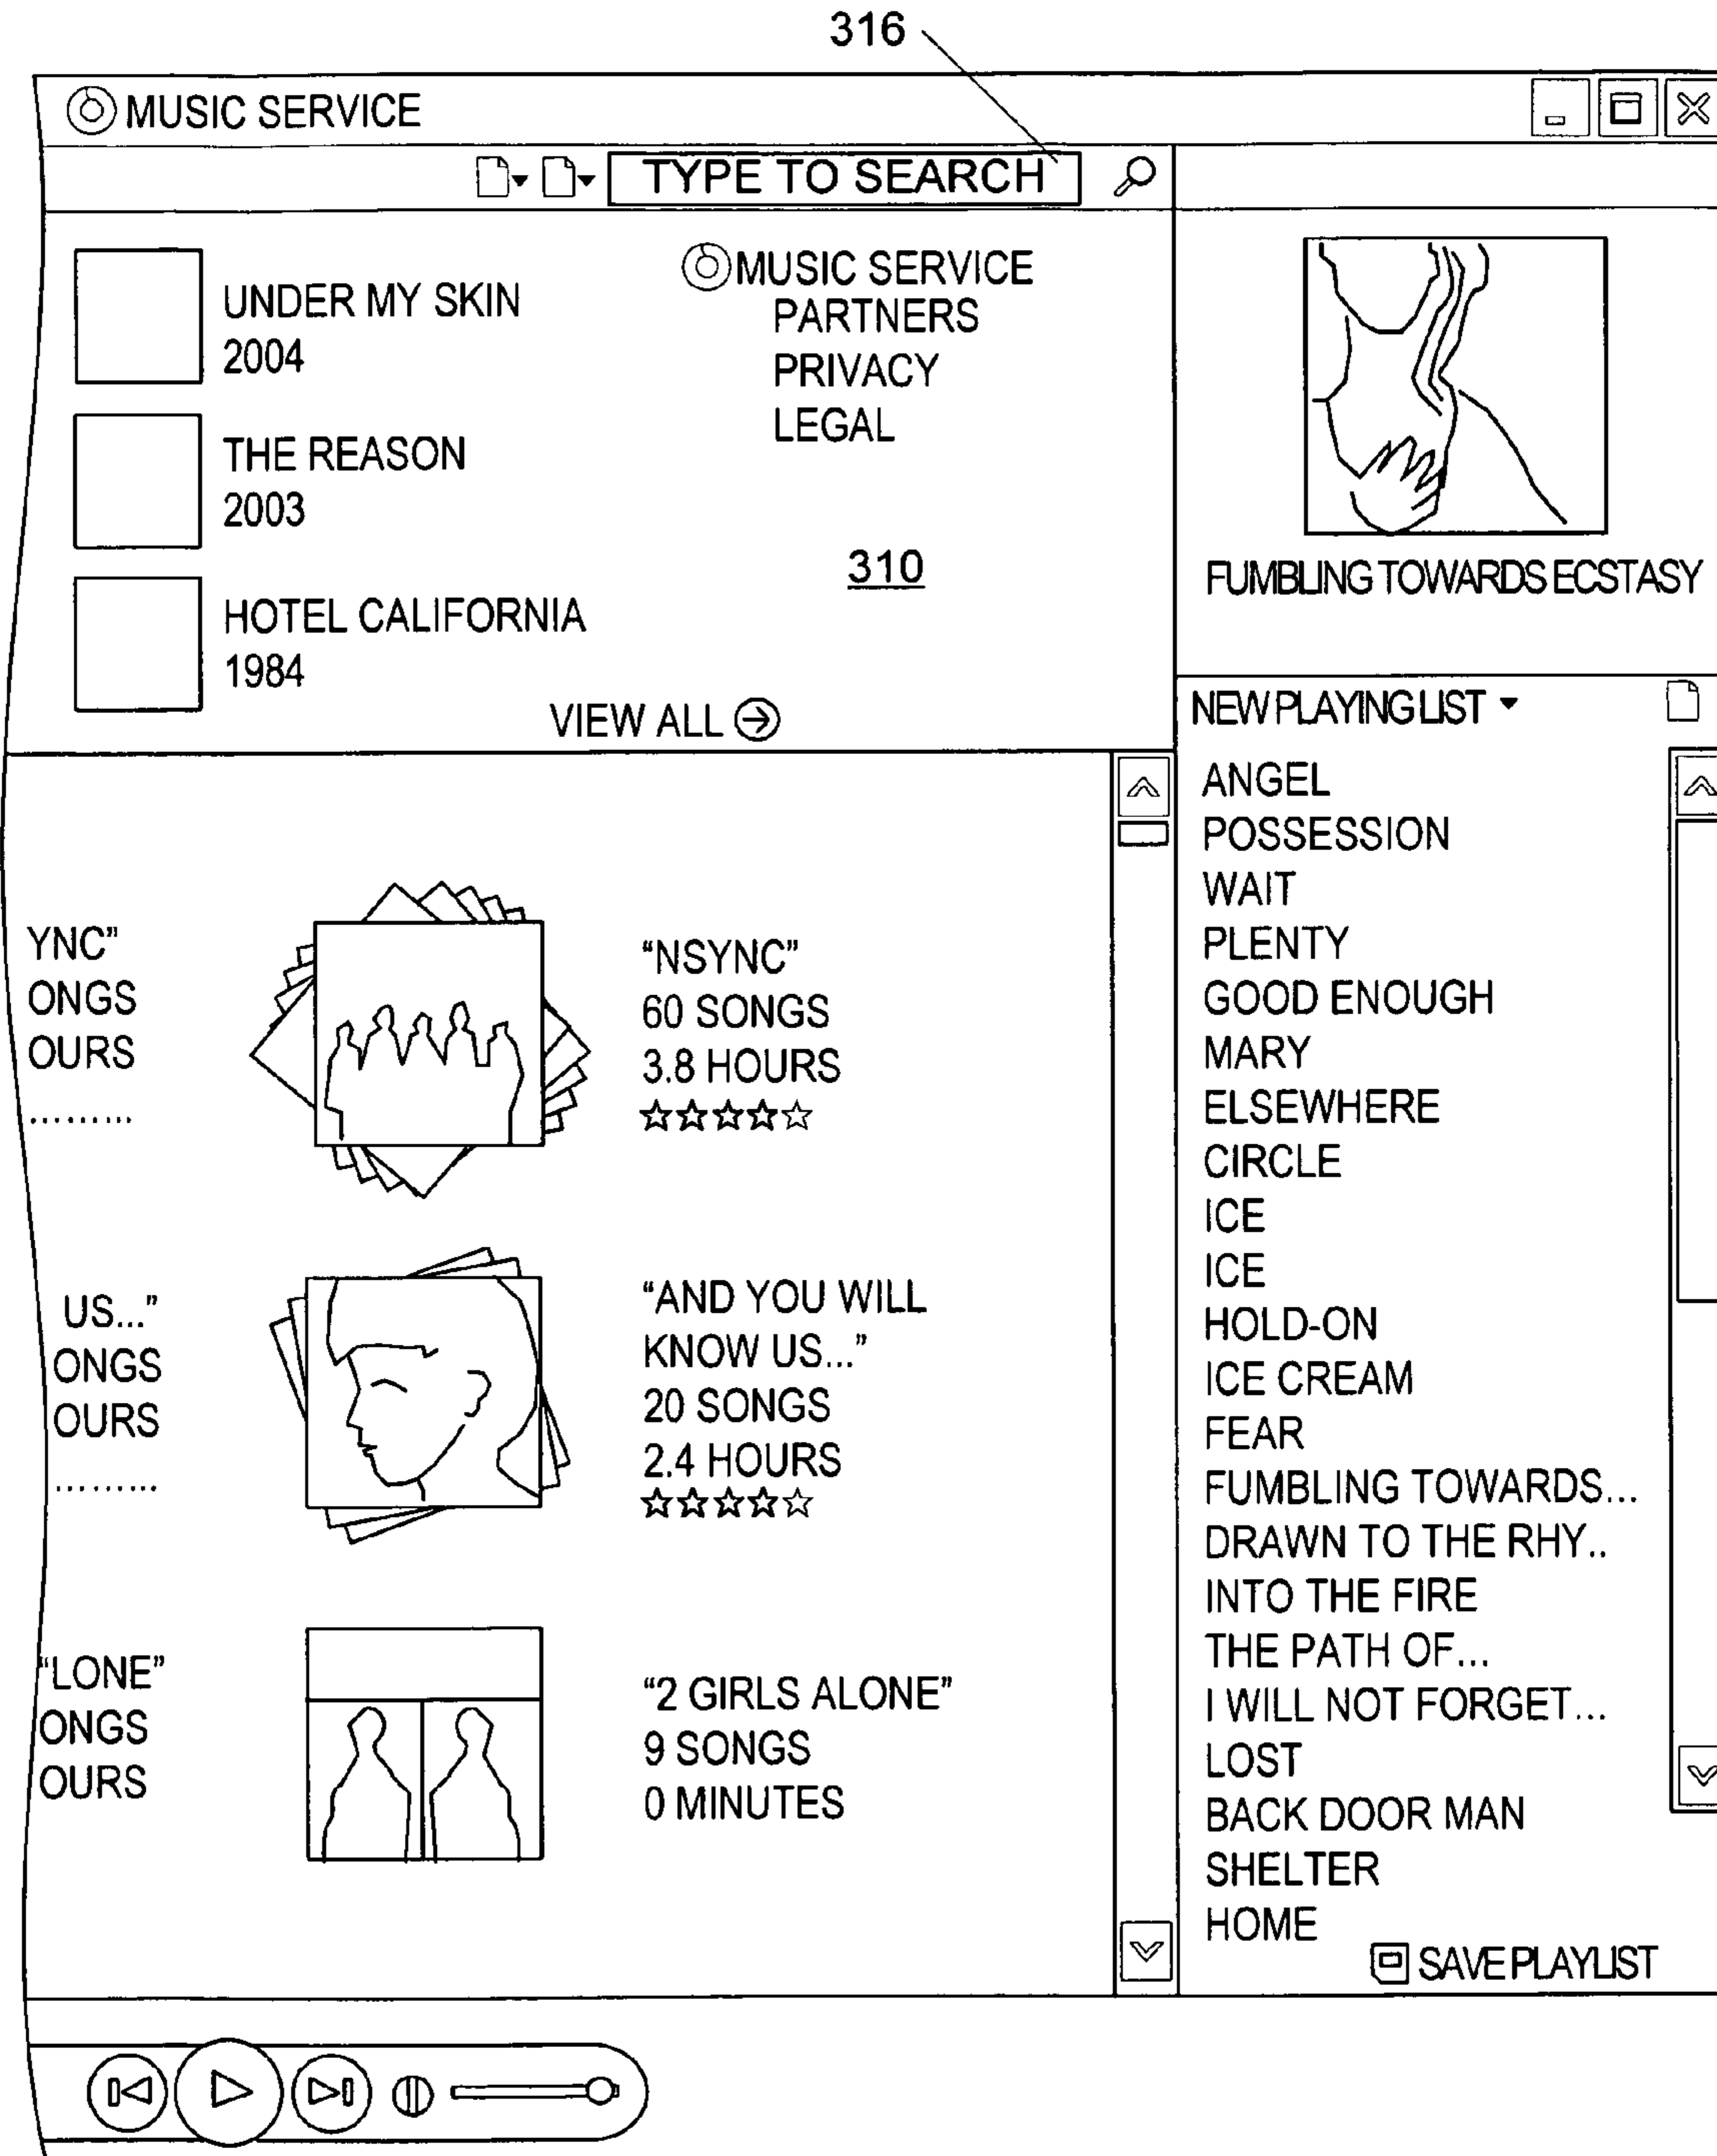 316
MUSIC SERVICE
TYPE TO SEARCH
UNDER MY SKIN
2004
THE REASON
2003
HOTEL CALIFORNIA
1984
MUSIC SERVICE
PARTNERS
PRIVACY
LEGAL
310
VIEW ALL
FUMBLING TOWARDS ECSTASY
YNC”
ONGS
OURS
.........
“NSYNC”
60 SONGS
3.8 HOURS
US...”
ONGS
OURS
.........
“AND YOU WILL
KNOW US...”
20 SONGS
2.4 HOURS
“LONE”
ONGS
OURS
“2 GIRLS ALONE”
9 SONGS
0 MINUTES
NEW PLAYING LIST
ANGEL
POSSESSION
WAIT
PLENTY
GOOD ENOUGH
MARY
ELSEWHERE
CIRCLE
ICE
ICE
HOLD-ON
ICE CREAM
FEAR
FUMBLING TOWARDS...
DRAWN TO THE RHY..
INTO THE FIRE
THE PATH OF...
I WILL NOT FORGET...
LOST
BACK DOOR MAN
SHELTER
HOME
SAVE PLAYLIST